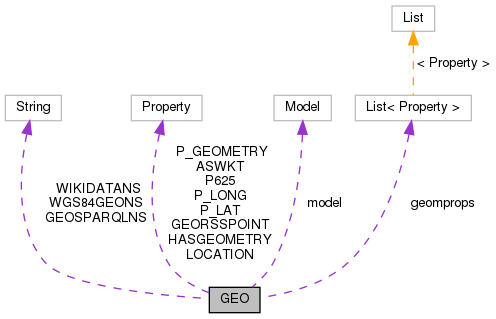 List
< Property >
String
Property
Model
List< Property >
P_GEOMETRY
ASWKT
P625
P_LONG
P_LAT
GEORSSPOINT
HASGEOMETRY
LOCATION
WIKIDATANS
WGS84GEONS
GEOSPARQLNS
model
geomprops
GEO